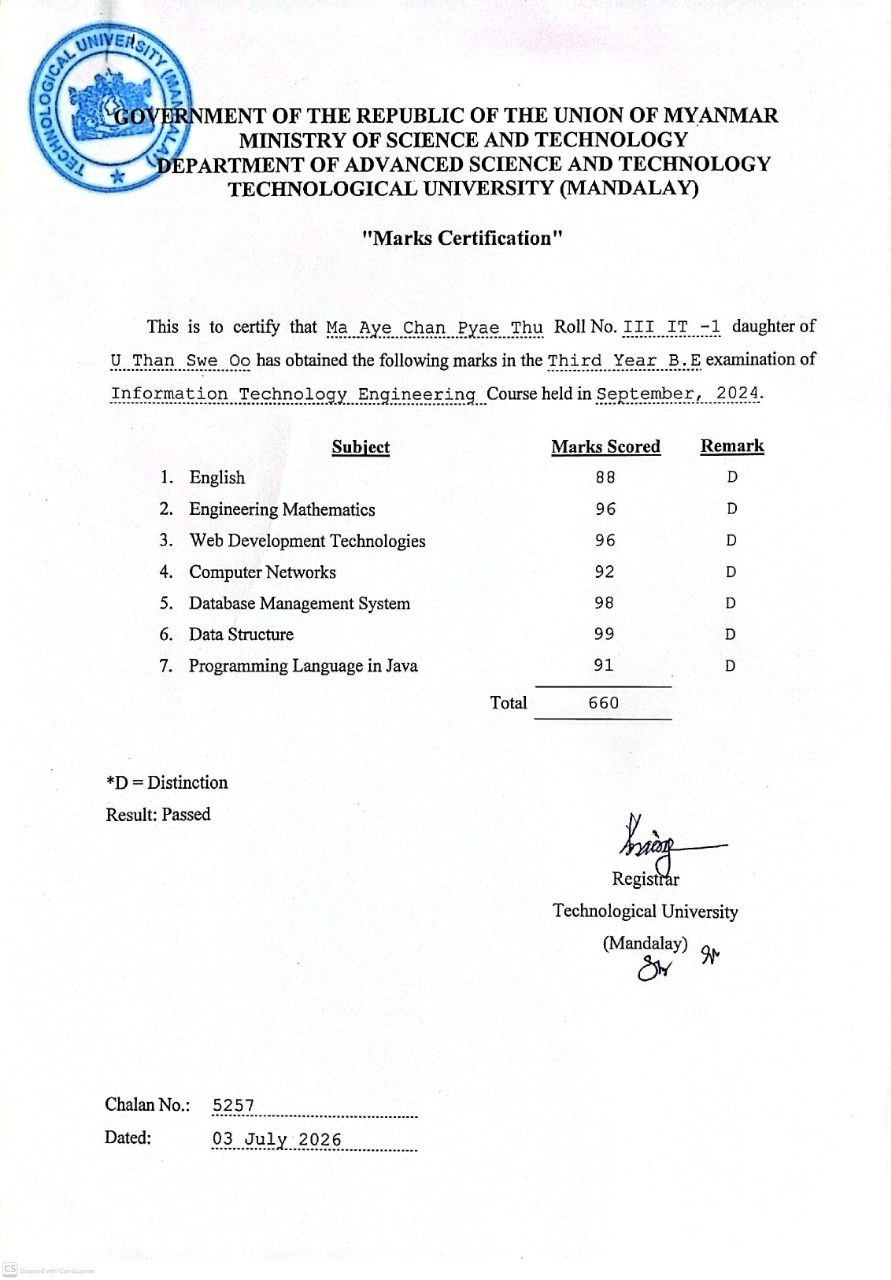 TECHNOLOGICAL UNIVERSITY (MANDALAY)
GOVERNMENT OF THE REPUBLIC OF THE UNION OF MYANMAR
MINISTRY OF SCIENCE AND TECHNOLOGY
DEPARTMENT OF ADVANCED SCIENCE AND TECHNOLOGY
TECHNOLOGICAL UNIVERSITY (MANDALAY)
"Marks Certification"
This is to certify that Ma Aye Chan Pyae Thu Roll No. III IT -1 daughter of
U Than Swe Oo has obtained the following marks in the Third Year B.E examination of
Information Technology Engineering Course held in September, 2024.
Subject Marks Scored Remark
1. English 88 D
2. Engineering Mathematics 96 D
3. Web Development Technologies 96 D
4. Computer Networks 92 D
5. Database Management System 98 D
6. Data Structure 99 D
7. Programming Language in Java 91 D
Total 660
*D = Distinction
Result: Passed
Registrar
Technological University
(Mandalay)
Chalan No.: 5257
Dated: 03 July 2026
CS Scanned with CamScanner